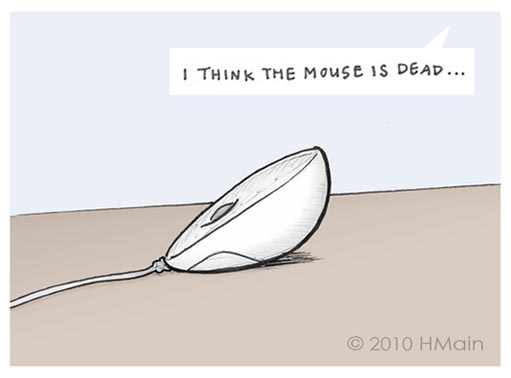 I THINK THE MOUSE IS DEAD...
© 2010 HMain